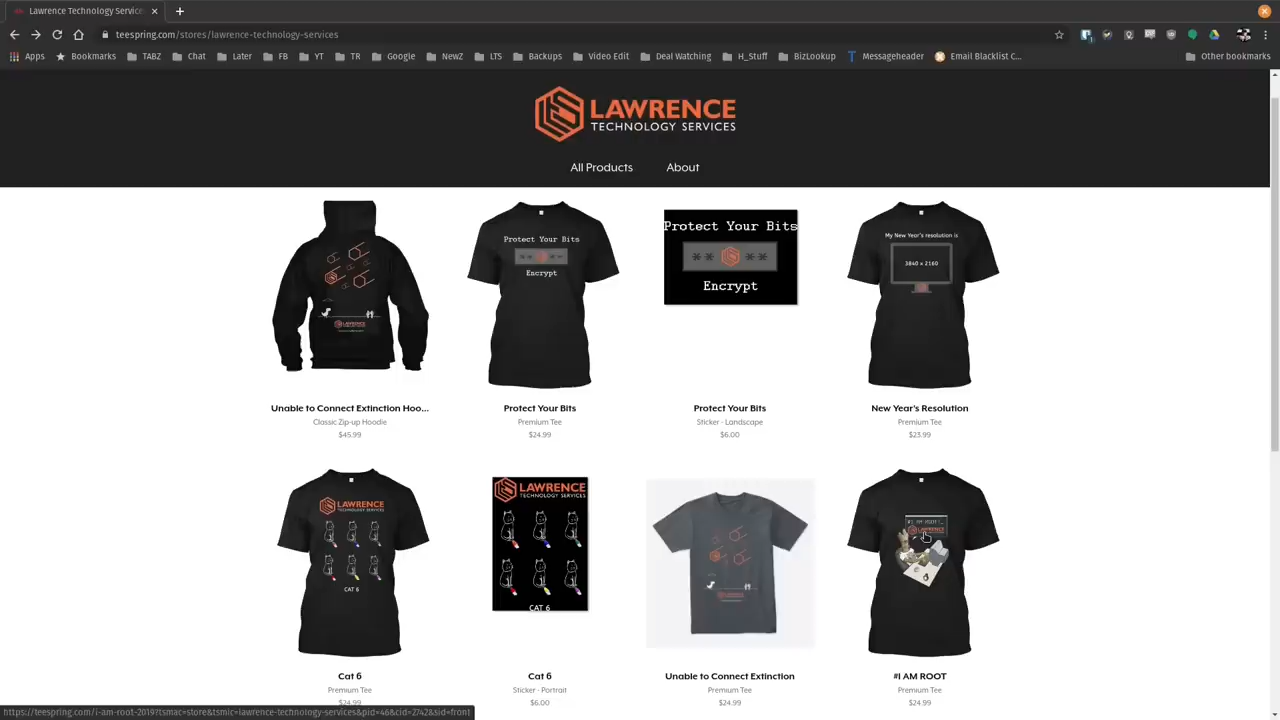 Lawrence Technology Services
teespring.com/stores/lawrence-technology-services
Apps Bookmarks TABZ Chat Later FB YT TR Google NewZ LTS Backups Video Edit Deal Watching H_Stuff BizLookup Messageheader Email Blacklist C... Other bookmarks
LAWRENCE
TECHNOLOGY SERVICES
All Products About
Protect Your Bits
* * * *
Encrypt
Protect Your Bits
* * * *
Encrypt
My New Year's resolution is
3840 x 2160
Unable to Connect Extinction Hoo... Protect Your Bits Protect Your Bits New Year's Resolution
Classic Zip-up Hoodie Premium Tee Sticker - Landscape Premium Tee
$45.99 $24.99 $6.00 $23.99
LAWRENCE
TECHNOLOGY SERVICES
CAT 6
LAWRENCE
TECHNOLOGY SERVICES
CAT 6
LAWRENCE
Cat 6 Cat 6 Unable to Connect Extinction #I AM ROOT
Premium Tee Sticker - Portrait Premium Tee Premium Tee
$24.99 $6.00 $24.99 $24.99
https://teespring.com/i-am-root-2019?tsmac=store&tsmic=lawrence-technology-services&pid=46&cid=2742&sid=front